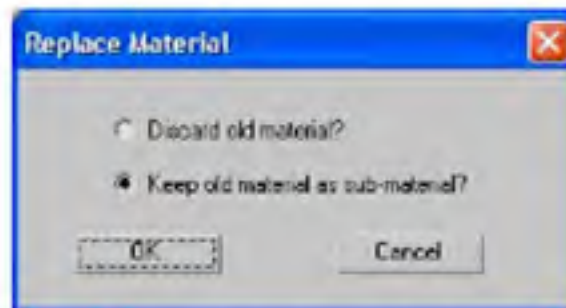 Replace Material
Discard old material?
Keep old material as sub-material?
OK Cancel